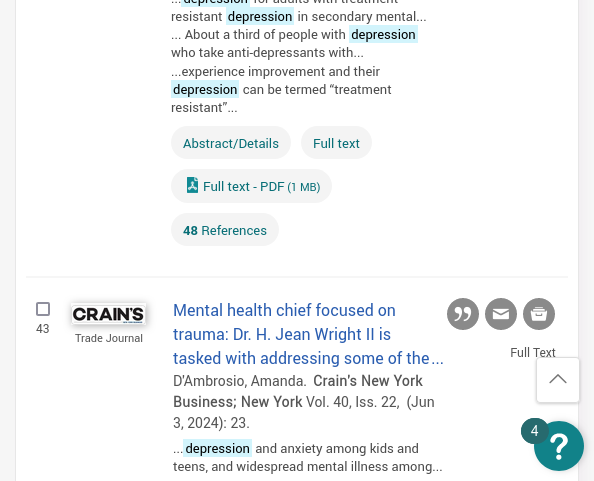 ...depression for adults with treatment
resistant depression in secondary mental...
... About a third of people with depression
who take anti-depressants with...
...experience improvement and their
depression can be termed “treatment
resistant”...
Abstract/Details
Full text
Full text - PDF (1 MB)
48 References
43
CRAIN'S
Trade Journal
Mental health chief focused on
trauma: Dr. H. Jean Wright II is
tasked with addressing some of the...
Full Text
D'Ambrosio, Amanda. Crain's New York
Business; New York Vol. 40, Iss. 22, (Jun
3, 2024): 23.
...depression and anxiety among kids and
teens, and widespread mental illness among...
4
?